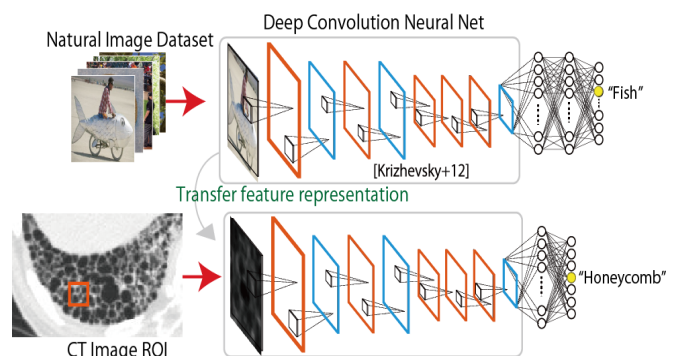 Deep Convolution Neural Net
Natural Image Dataset
"Fish"
[Krizhevsky+12]
Transfer feature representation
"Honeycomb"
CT Image ROI